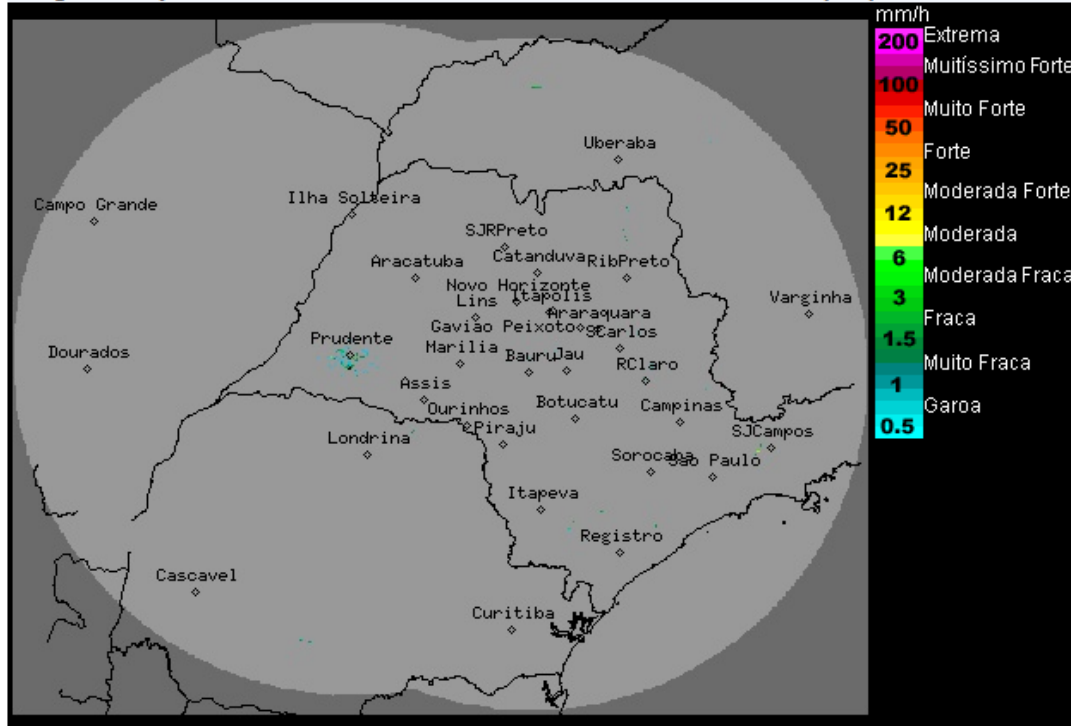 mm/h
200 Extrema
Muitíssimo Forte
100
Muito Forte
50
Forte
25
Moderada Forte
12
Moderada
6
Moderada Fraca
3
Fraca
1.5
Muito Fraca
1
Garoa
0.5
Uberaba
Campo Grande
Ilha Solteira
SJRPreto
Catanduva
Aracatuba
RibPreto
Novo Horizonte
Lins
Itapolis
Varginha
Araraquara
Gavião Peixoto
SCarlos
Prudente
Dourados
Marilia
Bauru
Jau
RClaro
Assis
Ourinhos
Botucatu
Campinas
Piraju
Londrina
SJCampos
Sorocaba
Sao Paulo
Itapeva
Registro
Cascavel
Curitiba